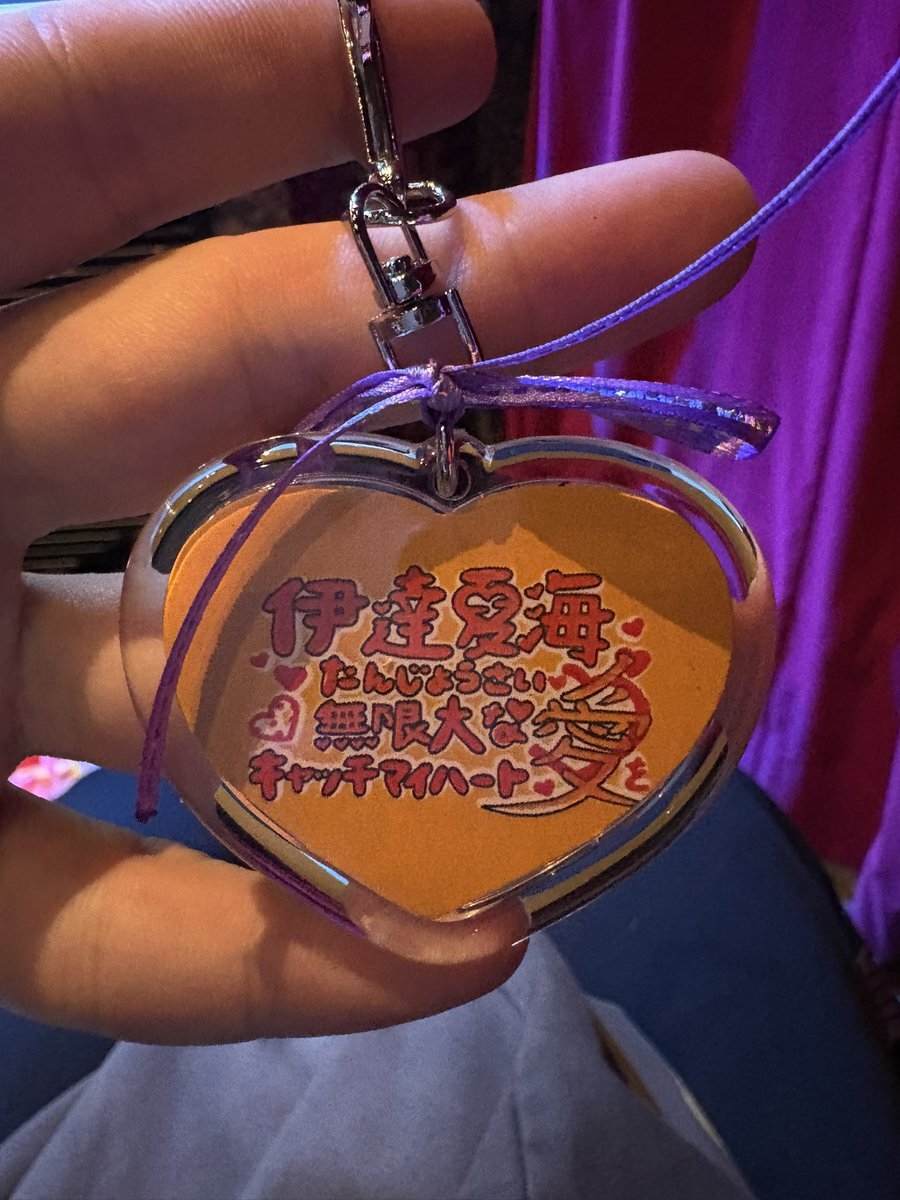 伊達夏海
たんじょうさい
無限大な愛を
キャッチマイハート